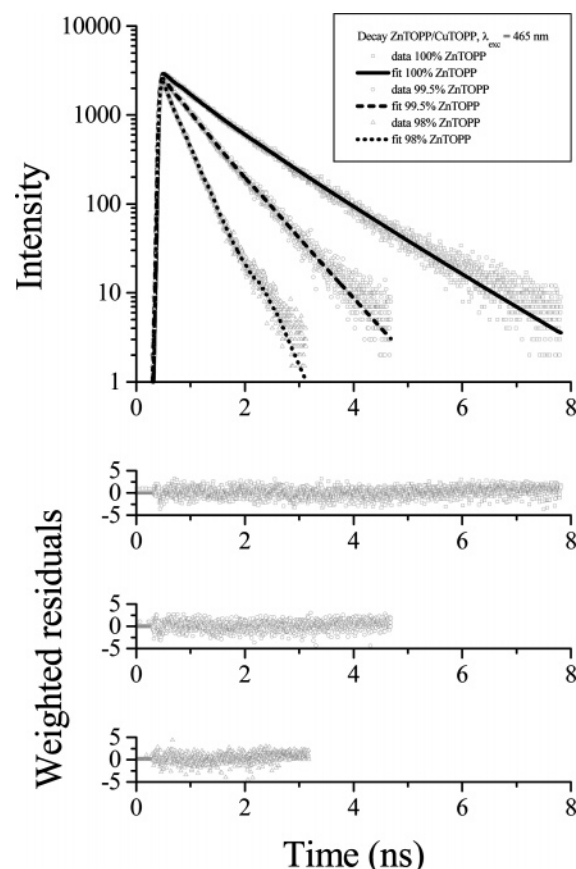 Decay ZnTOPP/CuTOPP, λexc = 465 nm
data 100% ZnTOPP
fit 100% ZnTOPP
data 99.5% ZnTOPP
fit 99.5% ZnTOPP
data 98% ZnTOPP
fit 98% ZnTOPP
Intensity
10000
1000
100
10
1
0 2 4 6 8
Weighted residuals
5
0
-5
0 2 4 6 8
5
0
-5
0 2 4 6 8
5
0
-5
0 2 4 6 8
Time (ns)